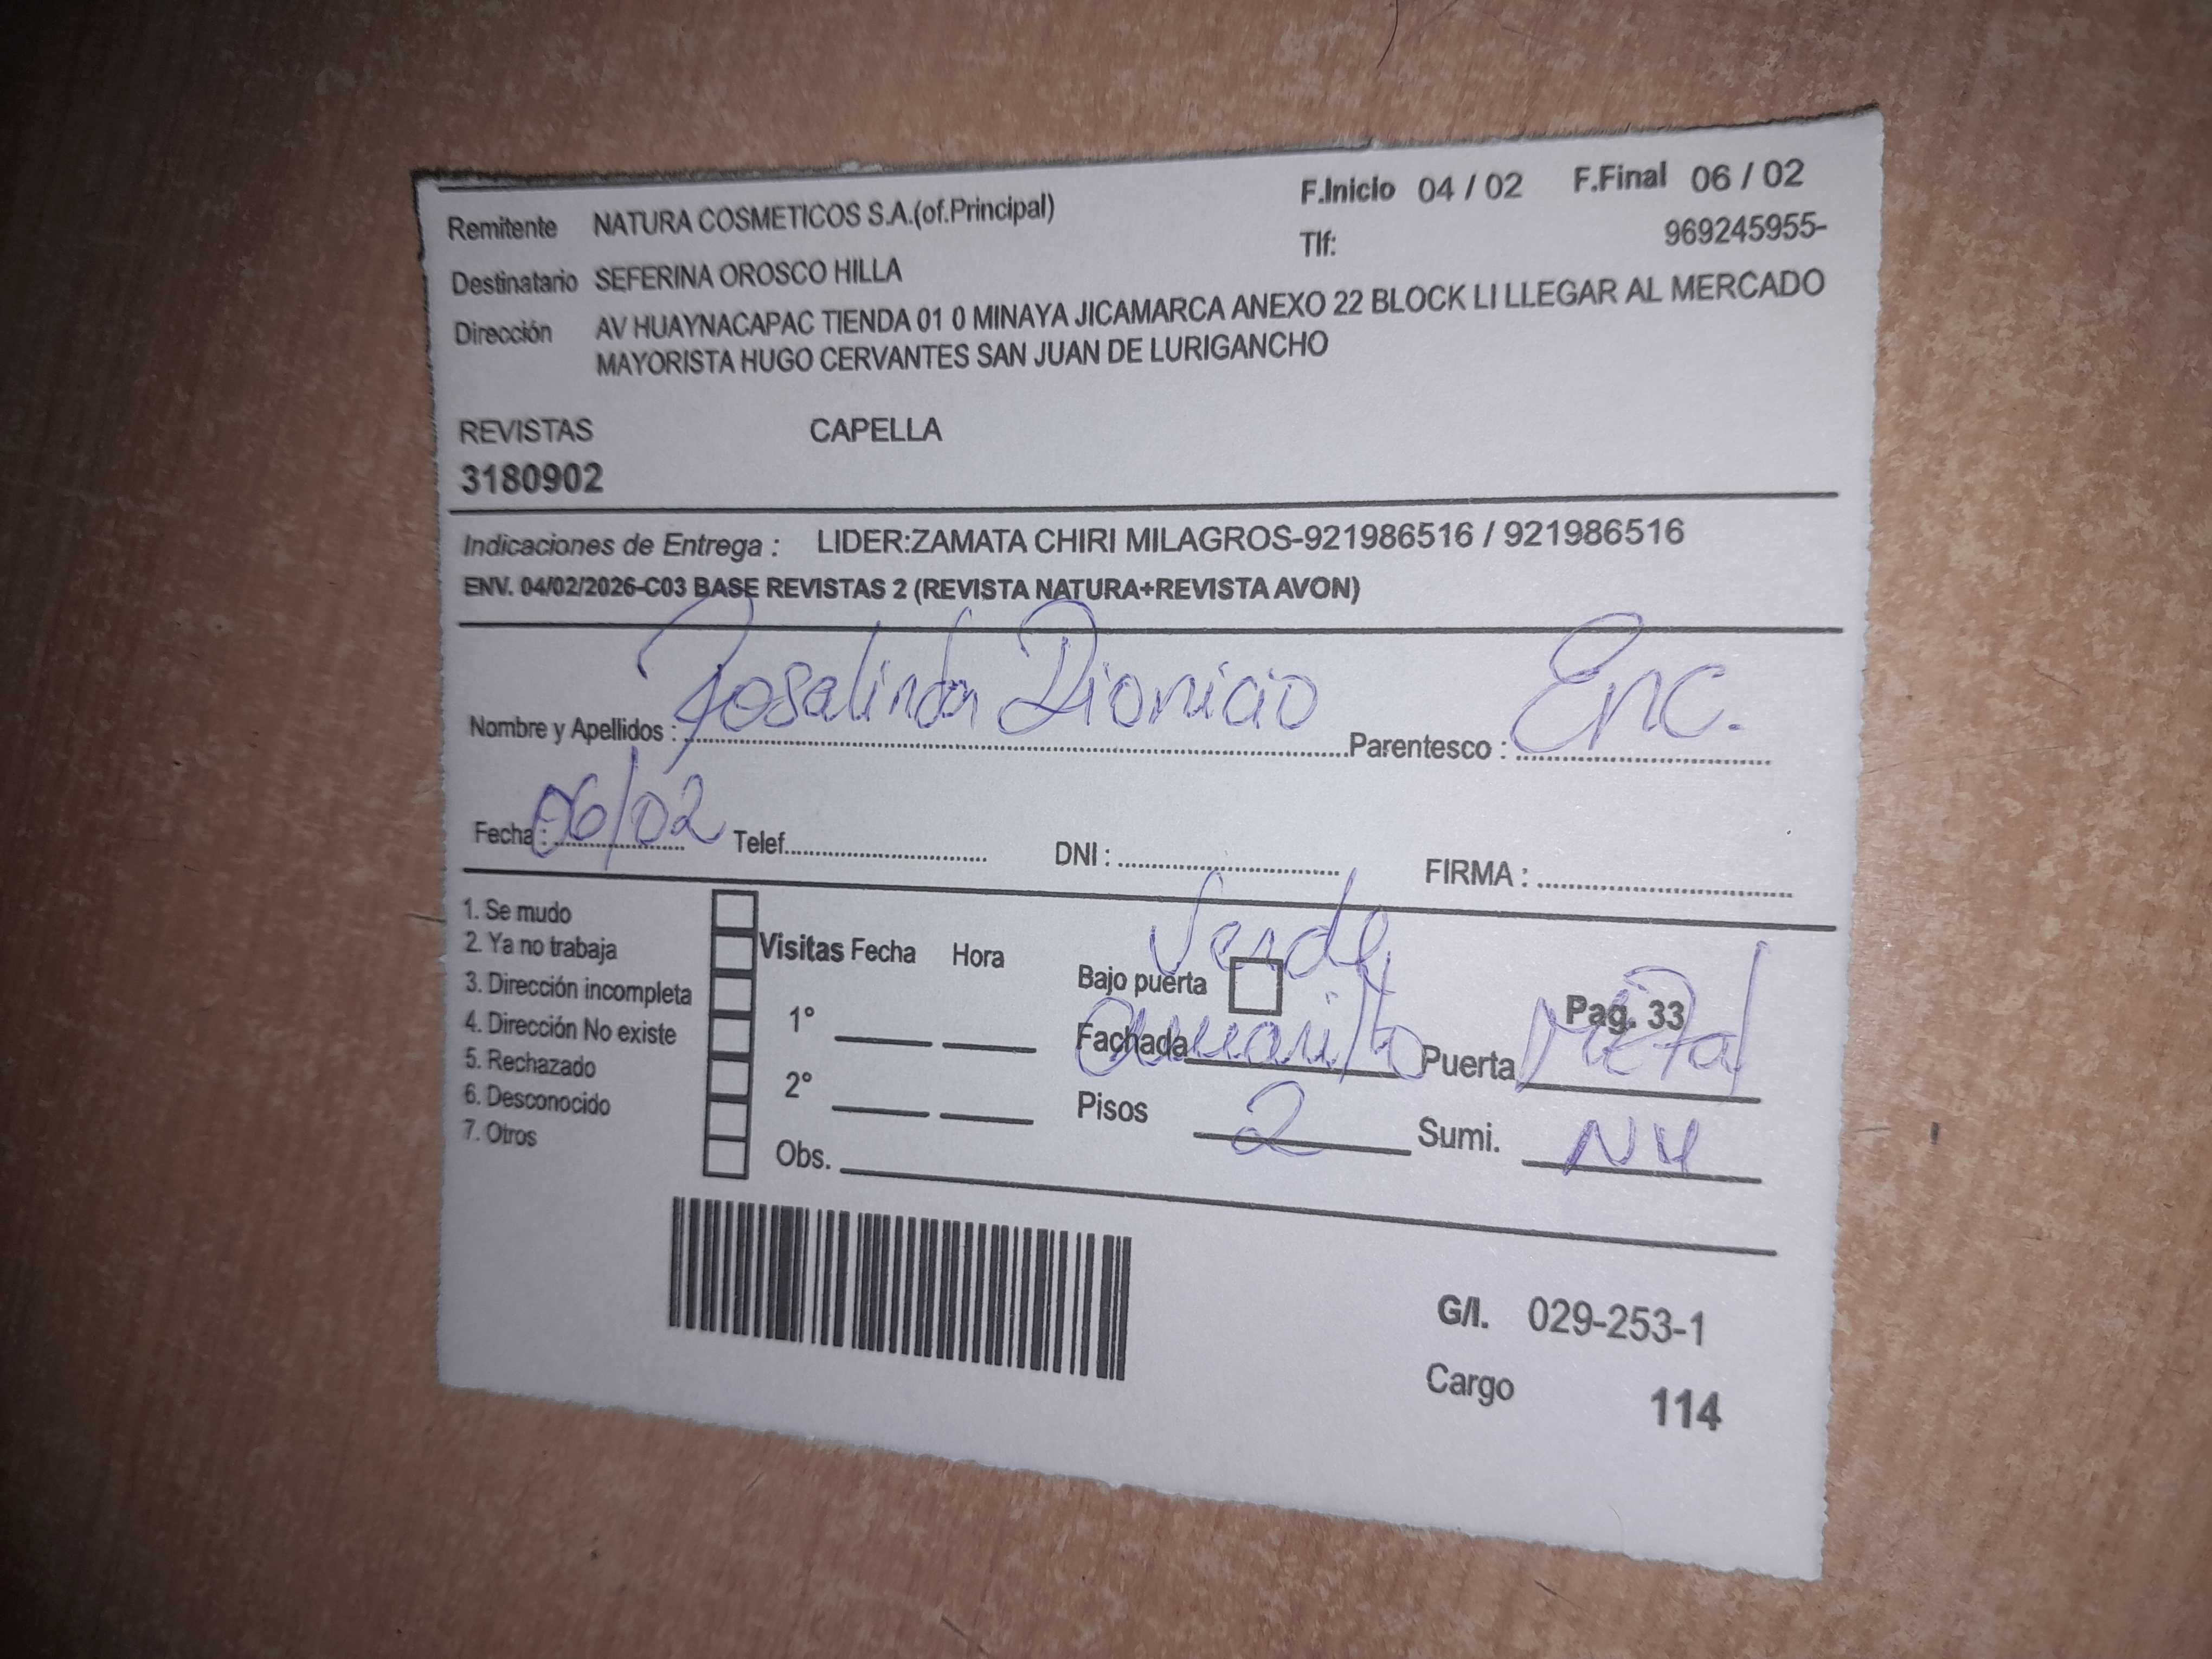 F.Inicio 04 / 02 F.Final 06 / 02
Remitente NATURA COSMETICOS S.A.(of.Principal)
Tlf: 969245955-
Destinatario SEFERINA OROSCO HILLA
Dirección AV HUAYNACAPAC TIENDA 01 0 MINAYA JICAMARCA ANEXO 22 BLOCK LI LLEGAR AL MERCADO
MAYORISTA HUGO CERVANTES SAN JUAN DE LURIGANCHO
REVISTAS CAPELLA
3180902
Indicaciones de Entrega : LIDER:ZAMATA CHIRI MILAGROS-921986516 / 921986516
ENV. 04/02/2026-C03 BASE REVISTAS 2 (REVISTA NATURA+REVISTA AVON)
Nombre y Apellidos : Rosalinda Dionicio Parentesco : Enc.
Fecha : 06/02 Telef. DNI : FIRMA :
1. Se mudo
2. Ya no trabaja
3. Dirección incompleta
4. Dirección No existe
5. Rechazado
6. Desconocido
7. Otros
Visitas Fecha Hora
1°
2°
Obs.
Verde
Bajo puerta
Pag. 33
Fachada Amarillo Puerta Metal
Pisos 2 Sumi. N4
G/I. 029-253-1
Cargo 114